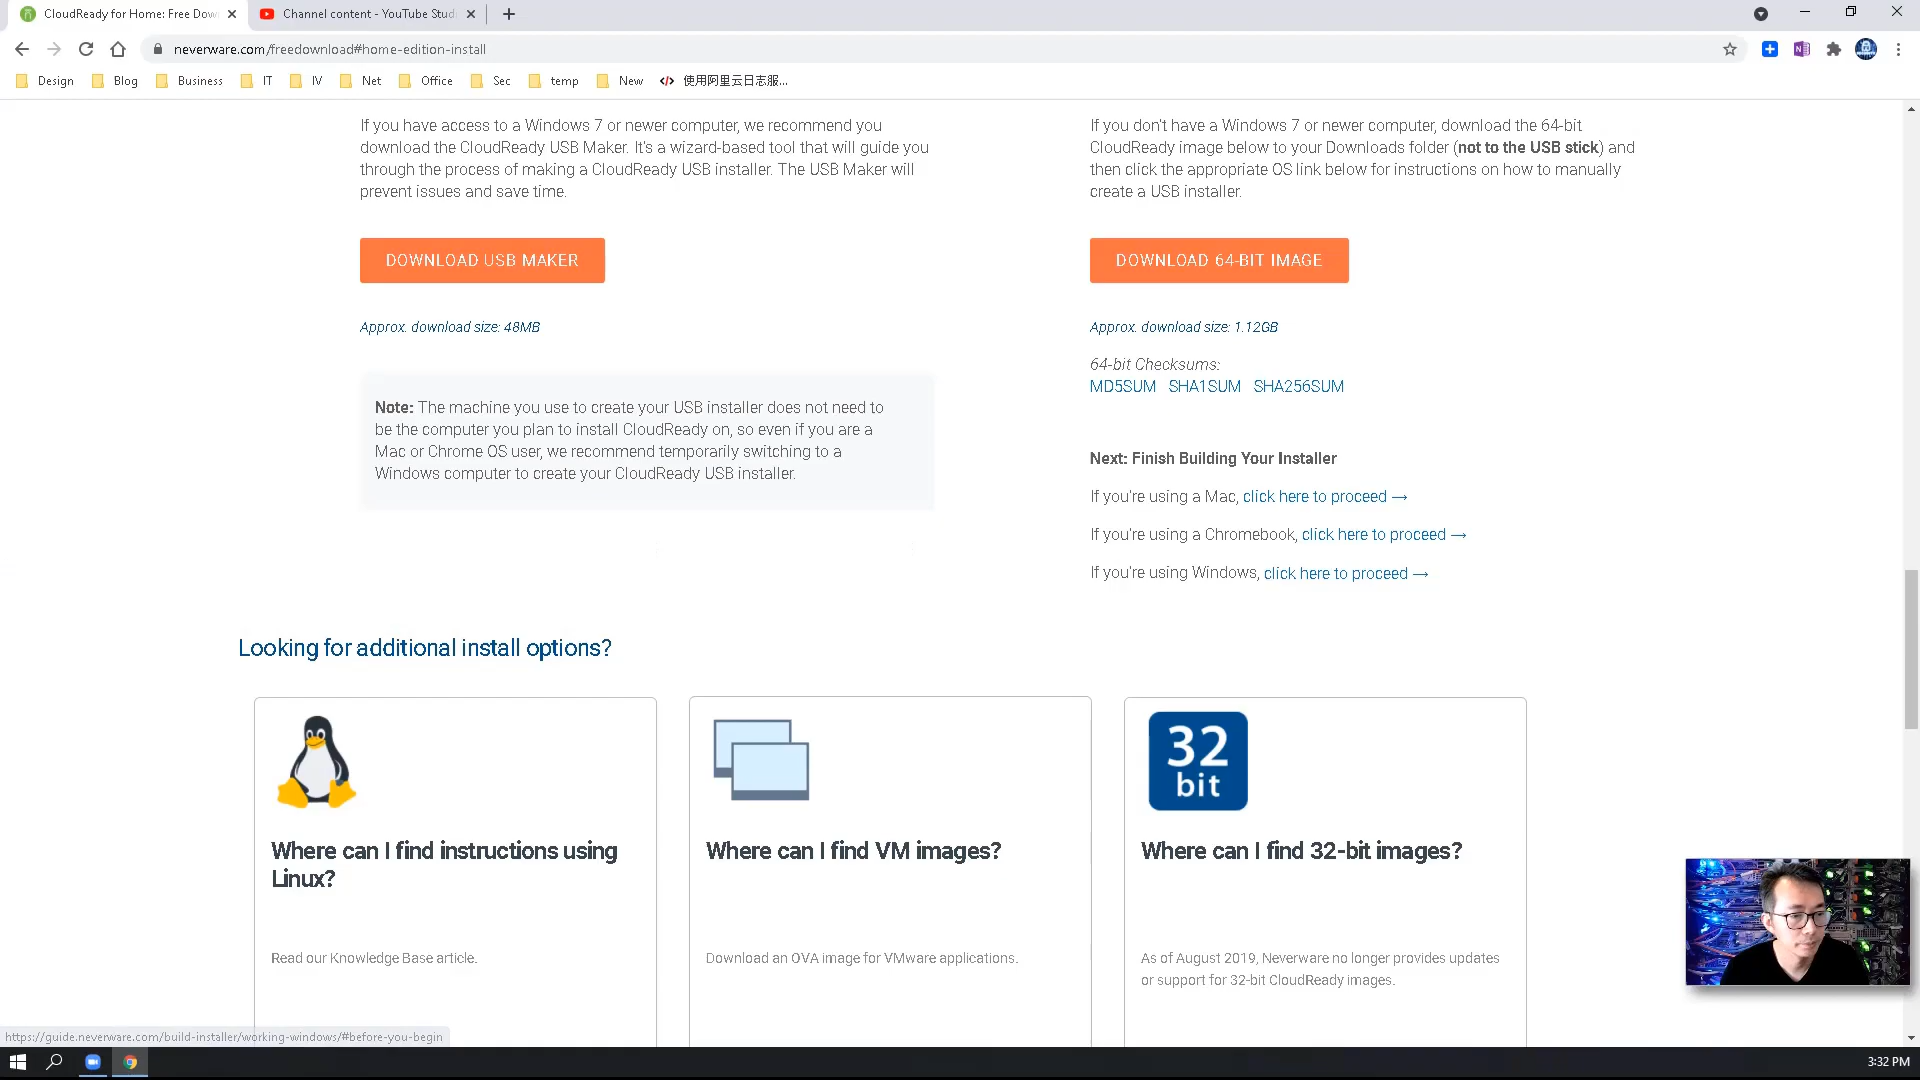 CloudReady for Home: Free Dow
Channel content - YouTube Stud
neverware.com/freedownload#home-edition-install
Design
Blog
Business
IT
IV
Net
Office
Sec
temp
New
使用阿里云日志服...
If you have access to a Windows 7 or newer computer, we recommend you
download the CloudReady USB Maker. It's a wizard-based tool that will guide you
through the process of making a CloudReady USB installer. The USB Maker will
prevent issues and save time.
DOWNLOAD USB MAKER
Approx. download size: 48MB
Note: The machine you use to create your USB installer does not need to
be the computer you plan to install CloudReady on, so even if you are a
Mac or Chrome OS user, we recommend temporarily switching to a
Windows computer to create your CloudReady USB installer.
If you don't have a Windows 7 or newer computer, download the 64-bit
CloudReady image below to your Downloads folder (not to the USB stick) and
then click the appropriate OS link below for instructions on how to manually
create a USB installer.
DOWNLOAD 64-BIT IMAGE
Approx. download size: 1.12GB
64-bit Checksums:
MD5SUM SHA1SUM SHA256SUM
Next: Finish Building Your Installer
If you're using a Mac, click here to proceed →
If you're using a Chromebook, click here to proceed →
If you're using Windows, click here to proceed →
Looking for additional install options?
Where can I find instructions using
Linux?
Read our Knowledge Base article.
Where can I find VM images?
Download an OVA image for VMware applications.
32
bit
Where can I find 32-bit images?
As of August 2019, Neverware no longer provides updates
or support for 32-bit CloudReady images.
https://guide.neverware.com/build-installer/working-windows/#before-you-begin
3:32 PM